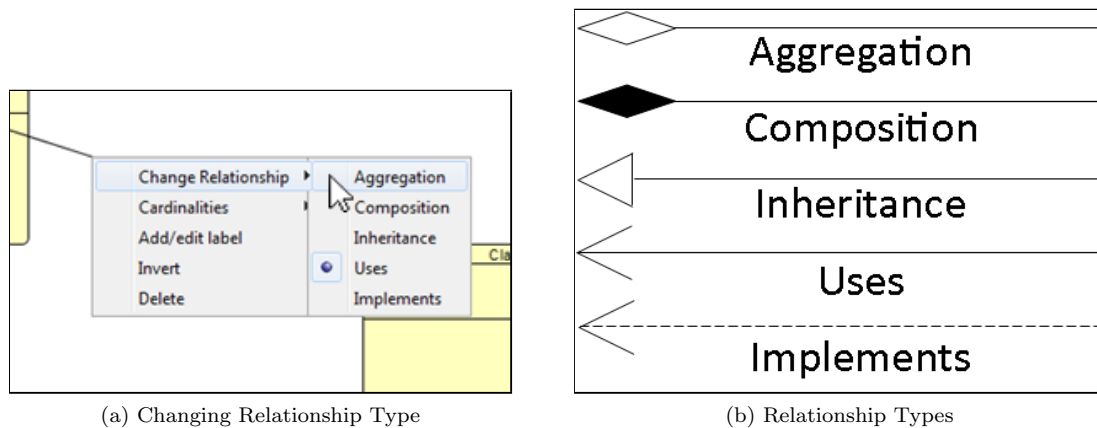 Change Relationship
Cardinalities
Add/edit label
Invert
Delete
Aggregation
Composition
Inheritance
Uses
Implements
Cla
(a) Changing Relationship Type
Aggregation
Composition
Inheritance
Uses
Implements
(b) Relationship Types